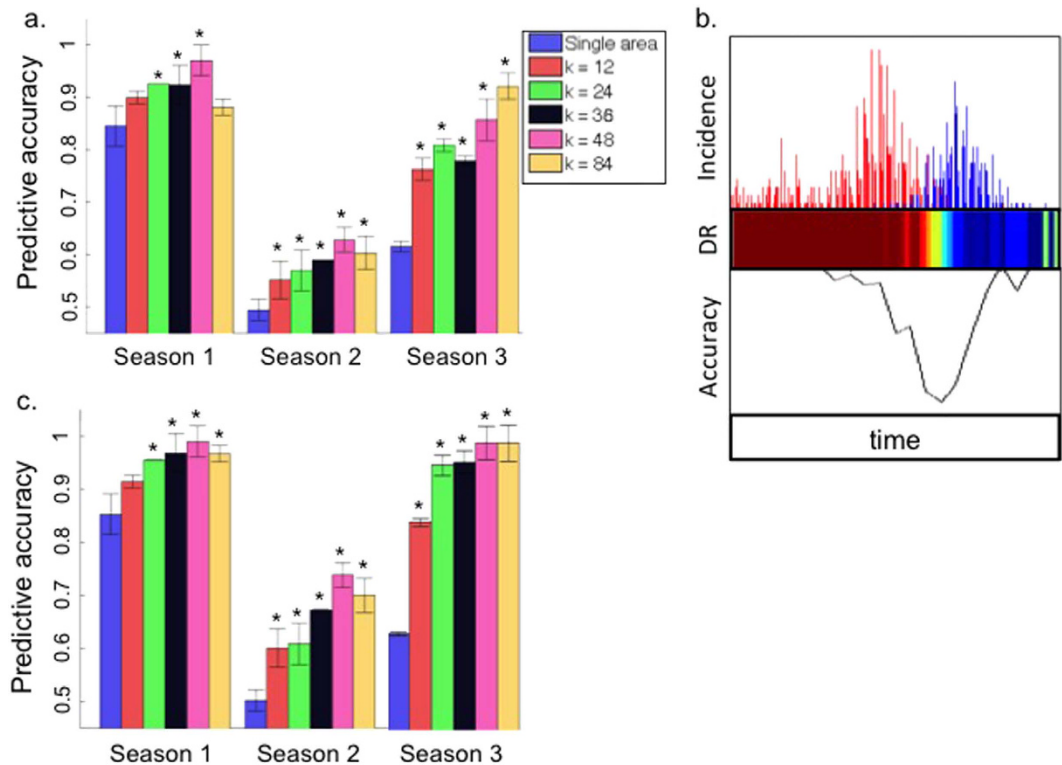 a.
Predictive accuracy
1
0.9
0.8
0.7
0.6
0.5
* * * *
* * * * *
* * * * *
Season 1 Season 2 Season 3
Single area
k = 12
k = 24
k = 36
k = 48
k = 84
b.
Incidence
DR
Accuracy
time
c.
Predictive accuracy
1
0.9
0.8
0.7
0.6
0.5
* * * *
* * * * *
* * * * *
Season 1 Season 2 Season 3